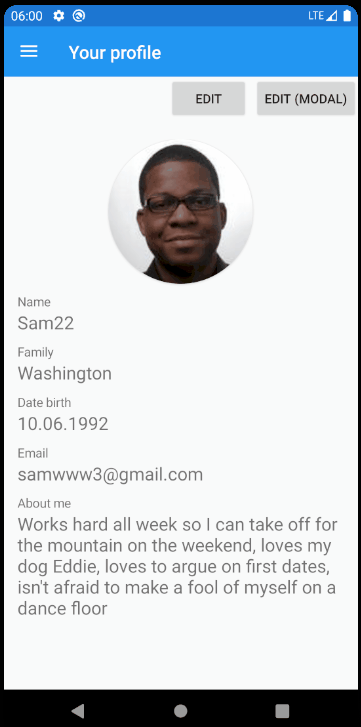 06:00 LTE
Your profile
EDIT EDIT (MODAL)
Name
Sam22
Family
Washington
Date birth
10.06.1992
Email
samwww3@gmail.com
About me
Works hard all week so I can take off for
the mountain on the weekend, loves my
dog Eddie, loves to argue on first dates,
isn't afraid to make a fool of myself on a
dance floor